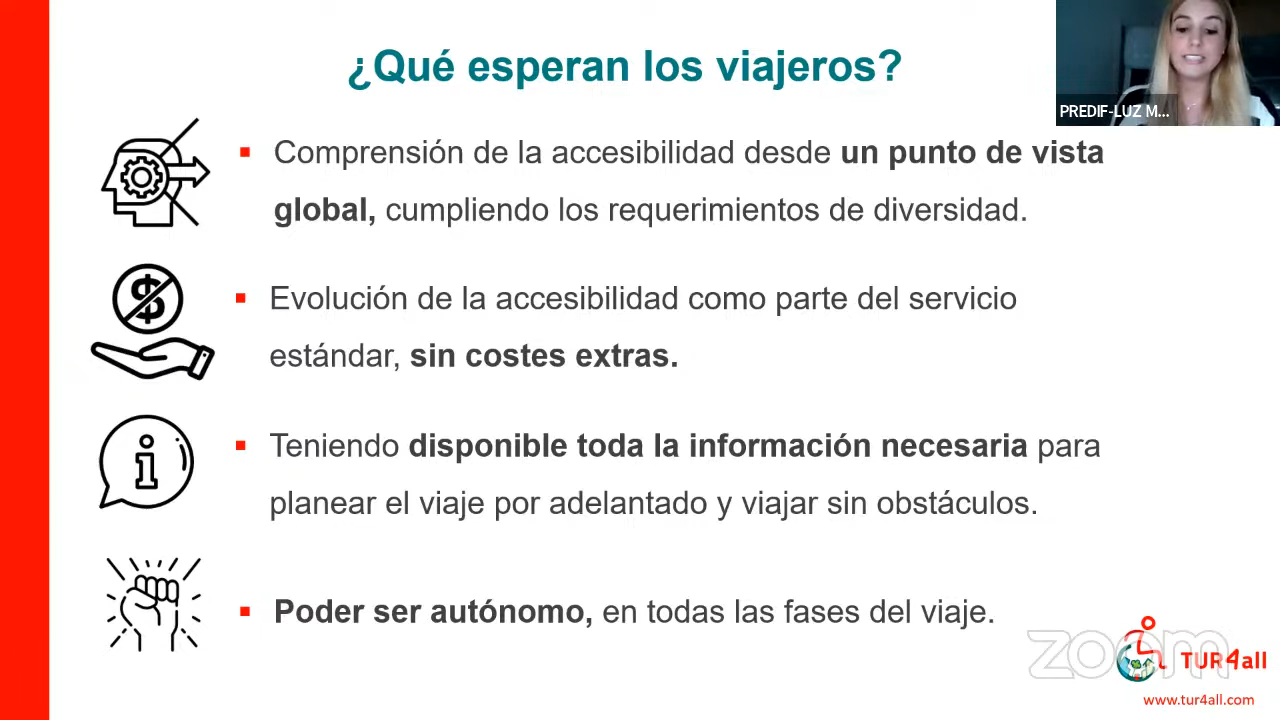 ¿Qué esperan los viajeros?
PREDIF-LUZ M...
▪ Comprensión de la accesibilidad desde un punto de vista
global, cumpliendo los requerimientos de diversidad.
▪ Evolución de la accesibilidad como parte del servicio
estándar, sin costes extras.
▪ Teniendo disponible toda la información necesaria para
planear el viaje por adelantado y viajar sin obstáculos.
▪ Poder ser autónomo, en todas las fases del viaje.
zoom
TUR4all
www.tur4all.com